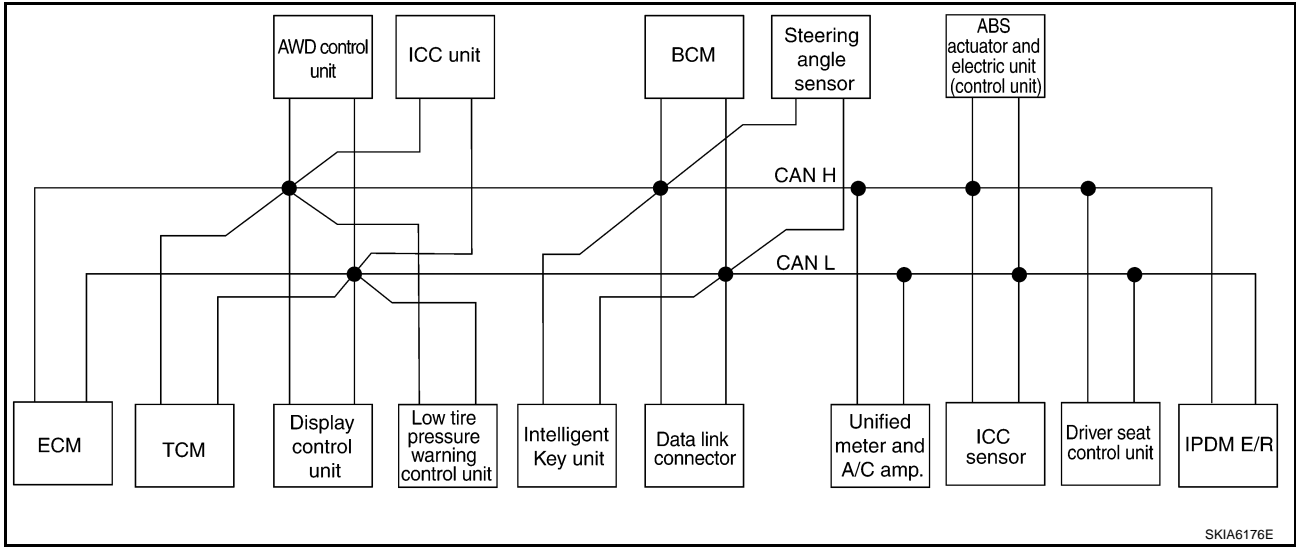 AWD control
unit
ICC unit
BCM
Steering
angle
sensor
ABS
actuator and
electric unit
(control unit)
CAN H
CAN L
ECM
TCM
Display
control
unit
Low tire
pressure
warning
control unit
Intelligent
Key unit
Data link
connector
Unified
meter and
A/C amp.
ICC
sensor
Driver seat
control unit
IPDM E/R
SKIA6176E